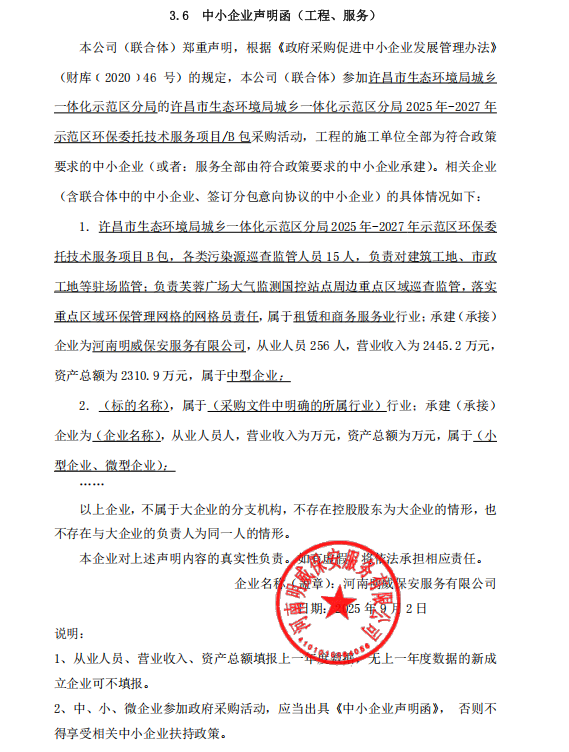 3.6 中小企业声明函（工程、服务）
本公司（联合体）郑重声明，根据《政府采购促进中小企业发展管理办法》
（财库﹝2020﹞46 号）的规定，本公司（联合体）参加许昌市生态环境局城乡
一体化示范区分局的许昌市生态环境局城乡一体化示范区分局 2025 年-2027 年
示范区环保委托技术服务项目/B 包采购活动，工程的施工单位全部为符合政策
要求的中小企业（或者：服务全部由符合政策要求的中小企业承建）。相关企业
（含联合体中的中小企业、签订分包意向协议的中小企业）的具体情况如下：
1. 许昌市生态环境局城乡一体化示范区分局 2025 年-2027 年示范区环保委
托技术服务项目 B 包，各类污染源巡查监管人员 15 人，负责对建筑工地、市政
工地等驻场监管；负责芙蓉广场大气监测国控站点周边重点区域巡查监管，落实
重点区域环保管理网格的网格员责任，属于租赁和商务服务业行业；承建（承接）
企业为河南明威保安服务有限公司，从业人员 256 人，营业收入为 2445.2 万元，
资产总额为 2310.9 万元，属于中型企业；
2. （标的名称），属于（采购文件中明确的所属行业）行业；承建（承接）
企业为（企业名称），从业人员人，营业收入为万元，资产总额为万元，属于（小
型企业、微型企业）；
……
以上企业，不属于大企业的分支机构，不存在控股股东为大企业的情形，也
不存在与大企业的负责人为同一人的情形。
本企业对上述声明内容的真实性负责。如有虚假，将依法承担相应责任。
企业名称（盖章）：河南明威保安服务有限公司
日期：2025 年 9 月 2 日
河南明威保安服务有限公司
说明：
1、从业人员、营业收入、资产总额填报上一年度数据，无上一年度数据的新成
立企业可不填报。
2、中、小、微企业参加政府采购活动，应当出具《中小企业声明函》， 否则不
得享受相关中小企业扶持政策。